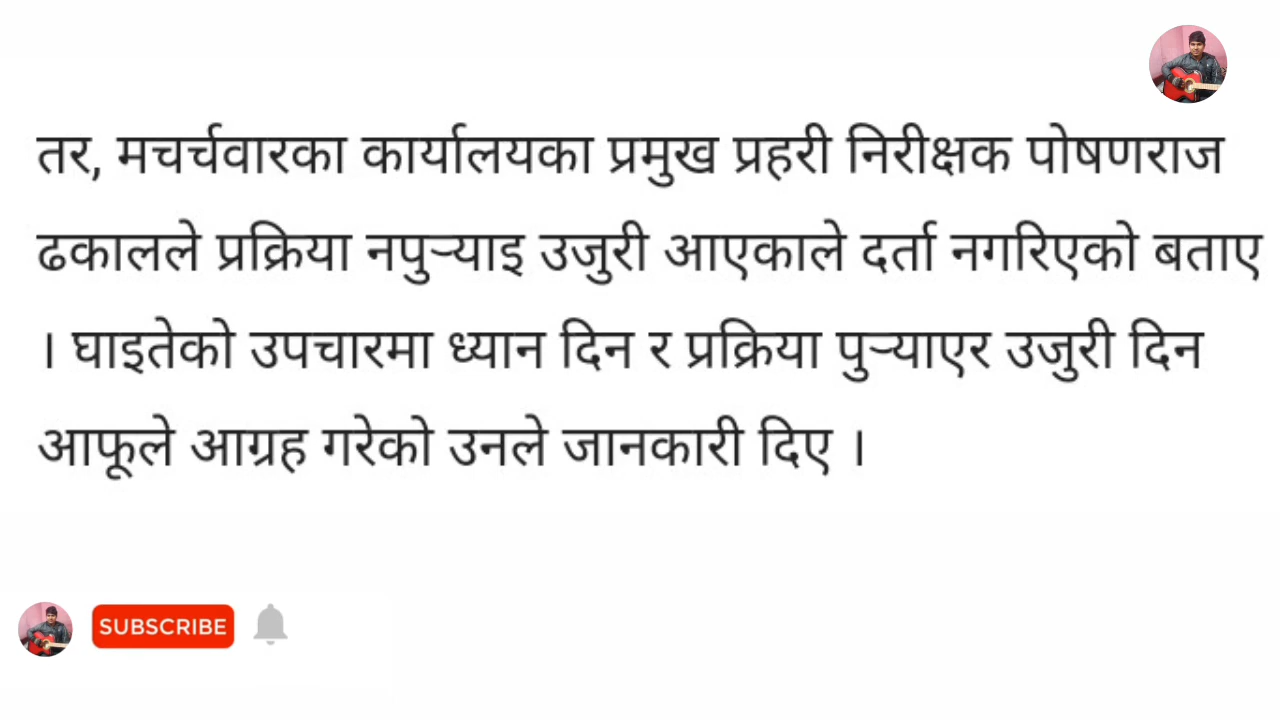 तर, मचर्चवारका कार्यालयका प्रमुख प्रहरी निरीक्षक पोषणराज
ढकालले प्रक्रिया नपुर्‍याइ उजुरी आएकाले दर्ता नगरिएको बताए
। घाइतेको उपचारमा ध्यान दिन र प्रक्रिया पुर्‍याएर उजुरी दिन
आफूले आग्रह गरेको उनले जानकारी दिए ।
SUBSCRIBE